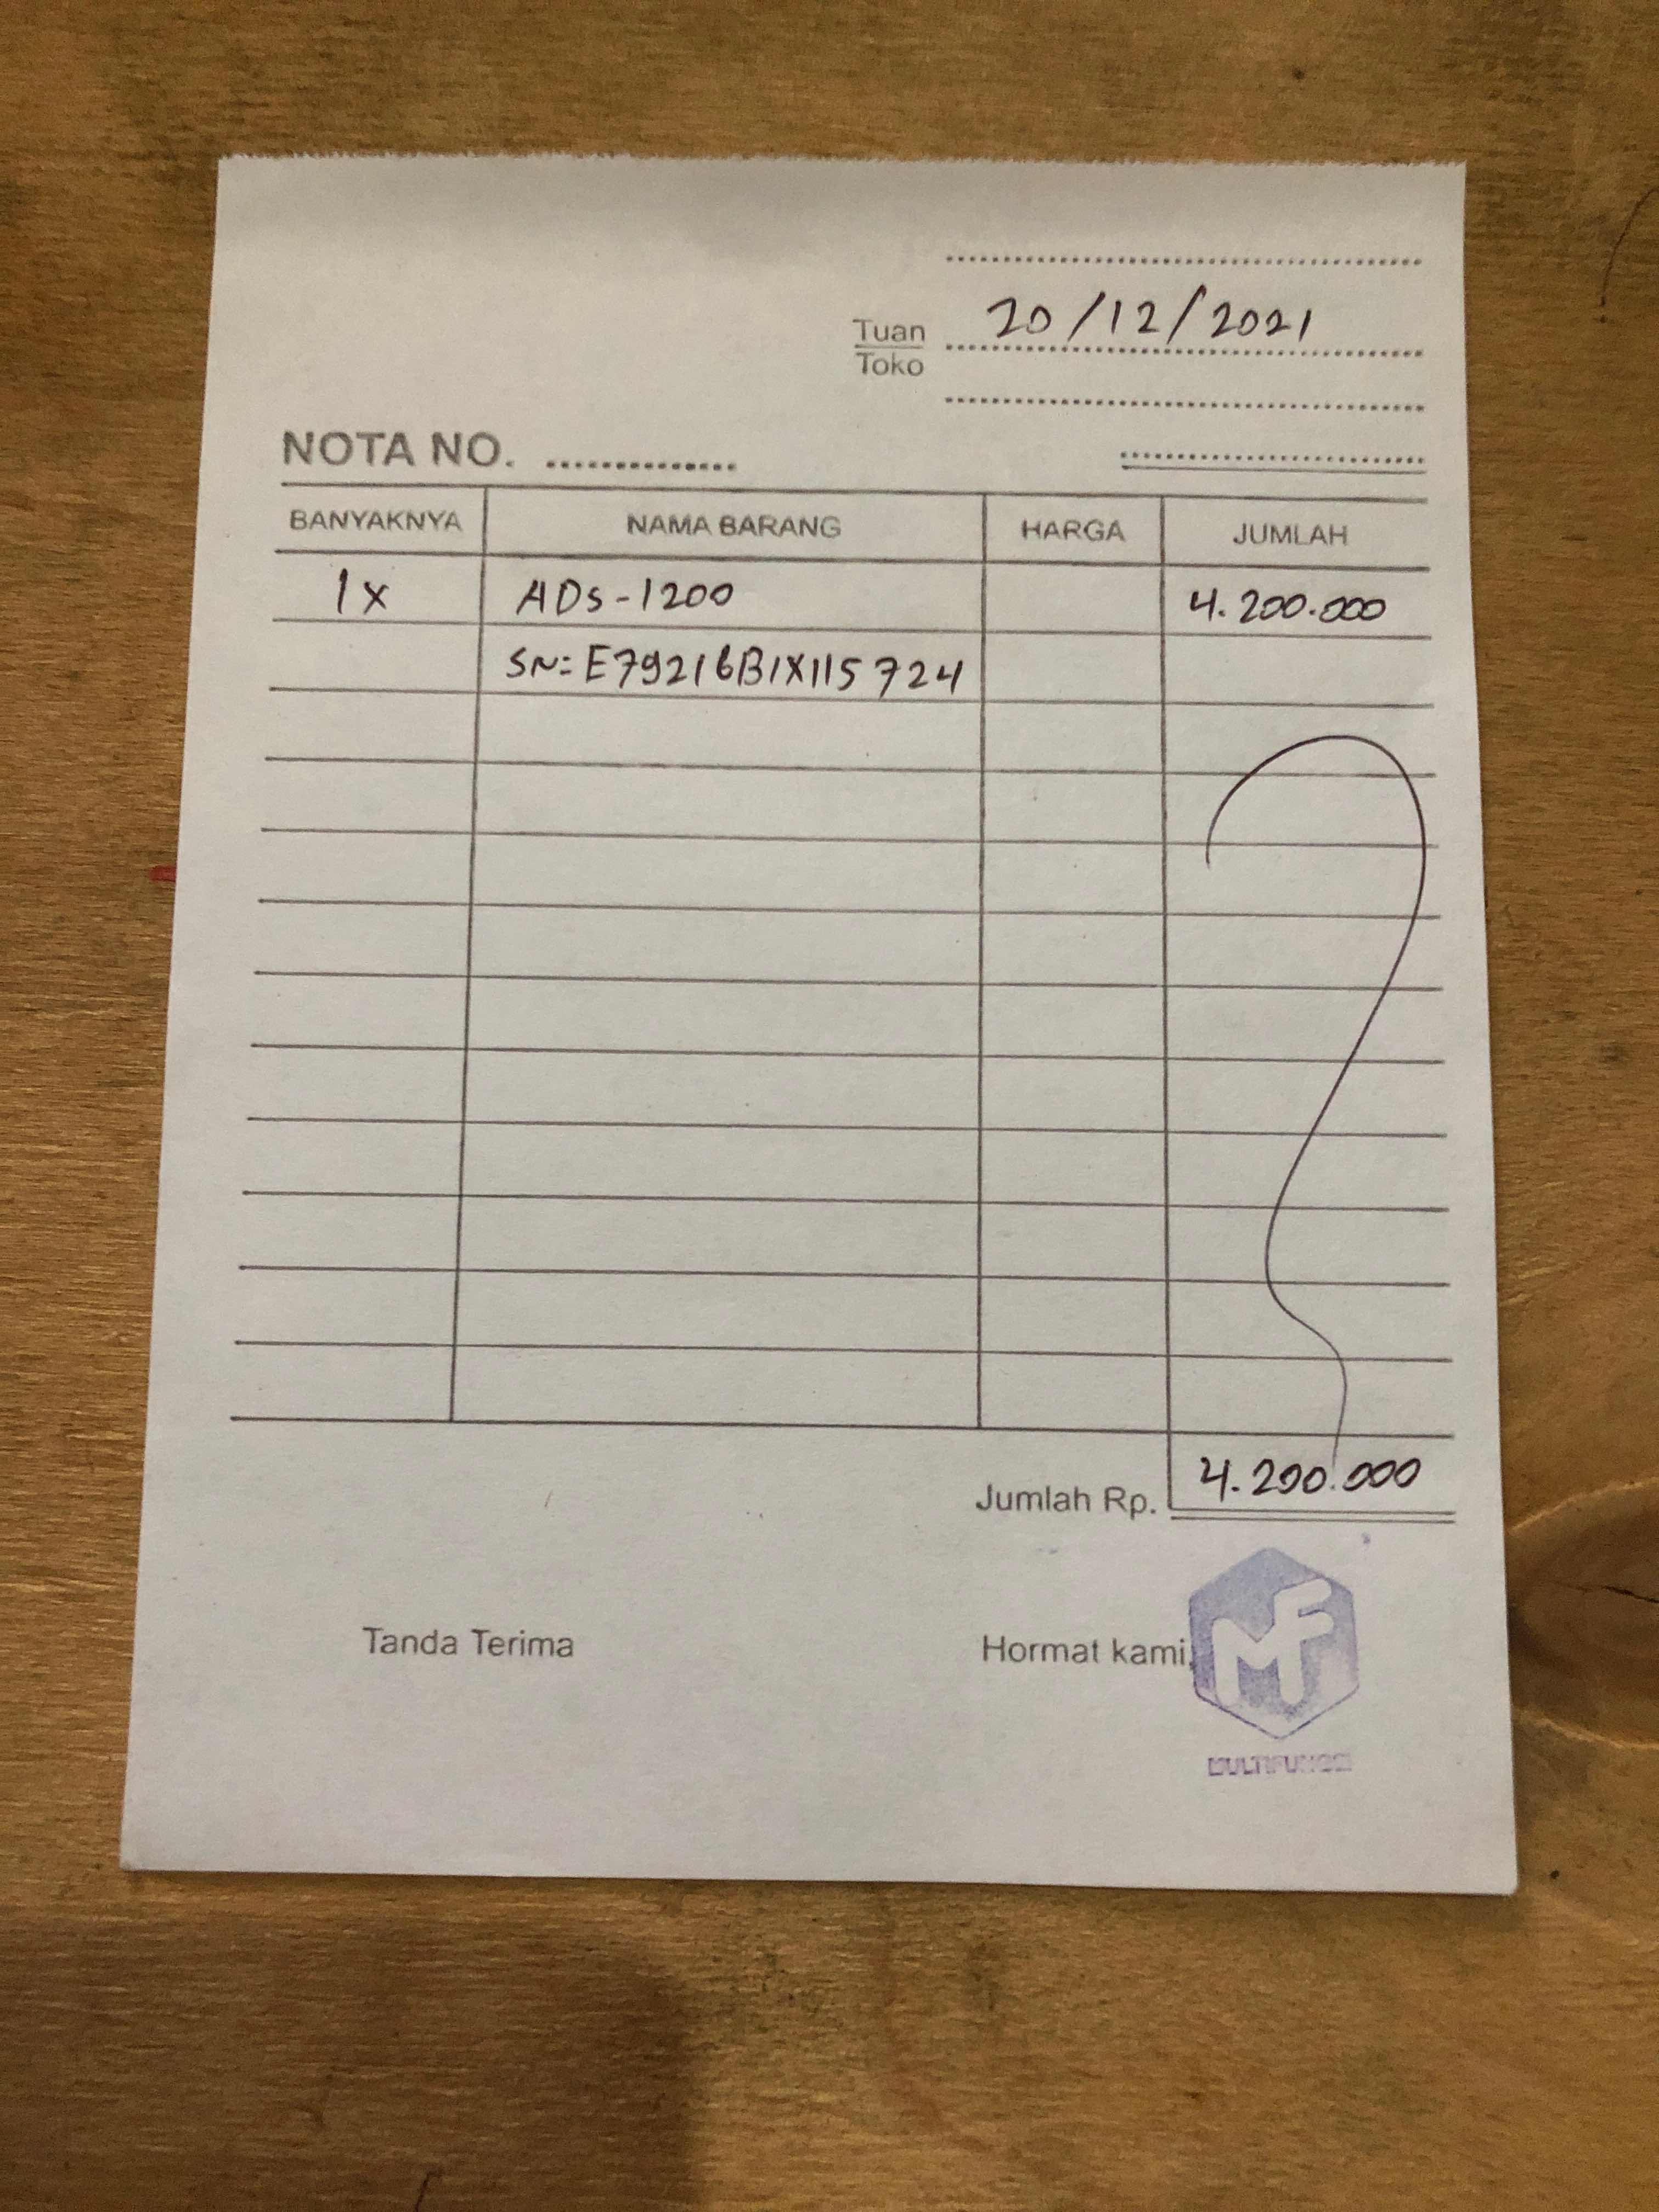 20/12/2021
Tuan
Toko
NOTA NO.
BANYAKNYA NAMA BARANG HARGA JUMLAH
1x ADS-1200 4.200.000
SN: E79216B1X115724
Jumlah Rp. 4.200.000
Tanda Terima Hormat kami,
MF
MULTIFUNGSI